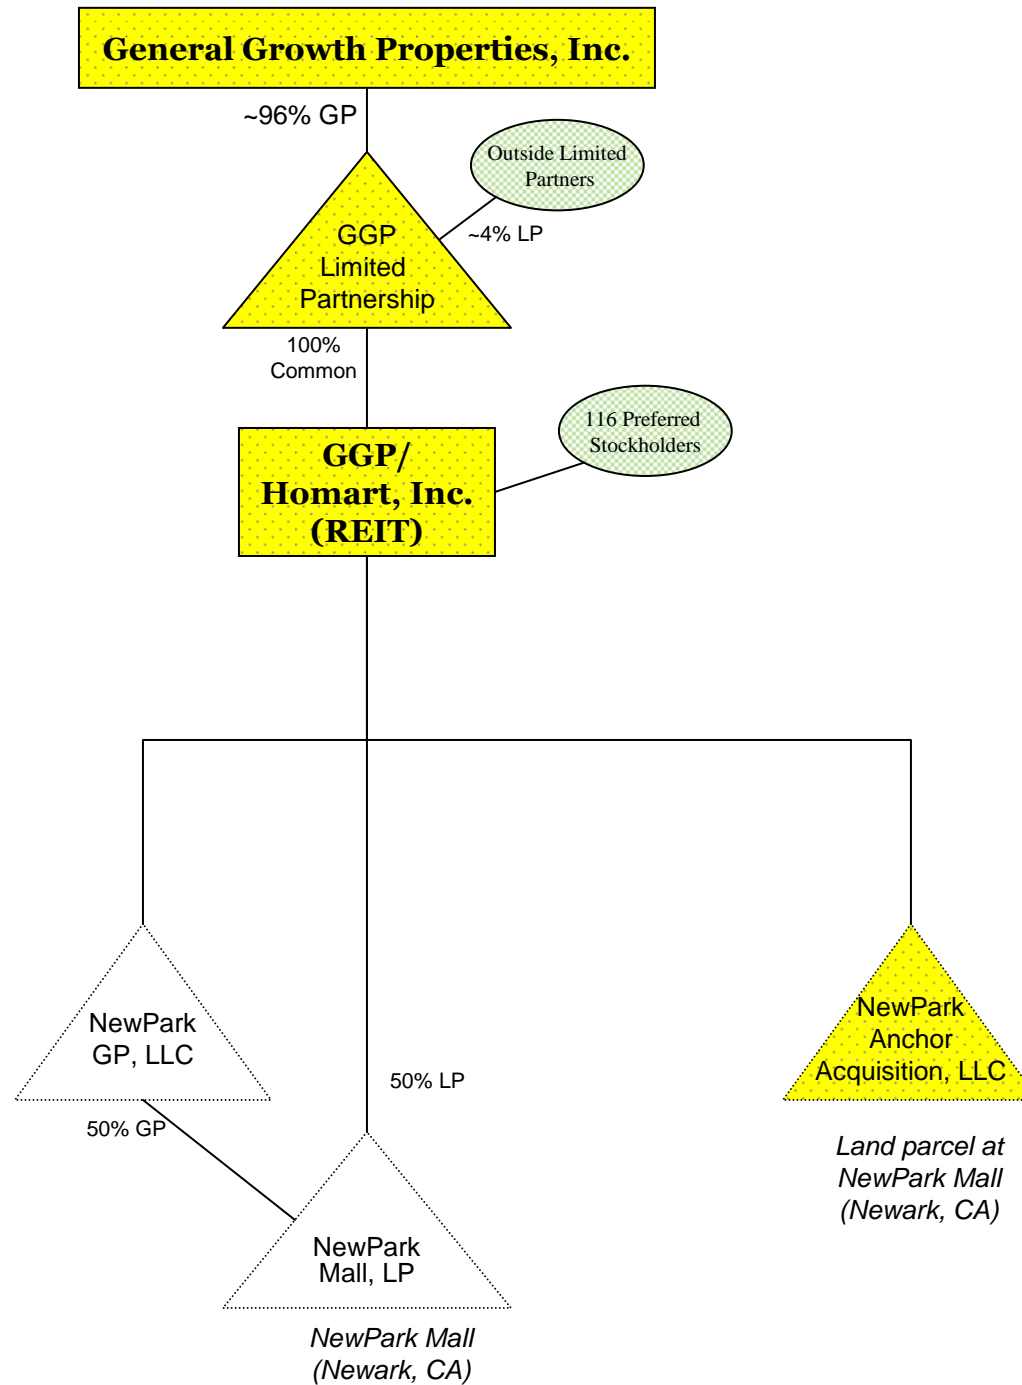 General Growth Properties, Inc.
~96% GP
Outside Limited
Partners
~4% LP
GGP
Limited
Partnership
100%
Common
116 Preferred
Stockholders
GGP/
Homart, Inc.
(REIT)
NewPark
GP, LLC
50% GP
50% LP
NewPark
Mall, LP
NewPark Mall
(Newark, CA)
NewPark
Anchor
Acquisition, LLC
Land parcel at
NewPark Mall
(Newark, CA)